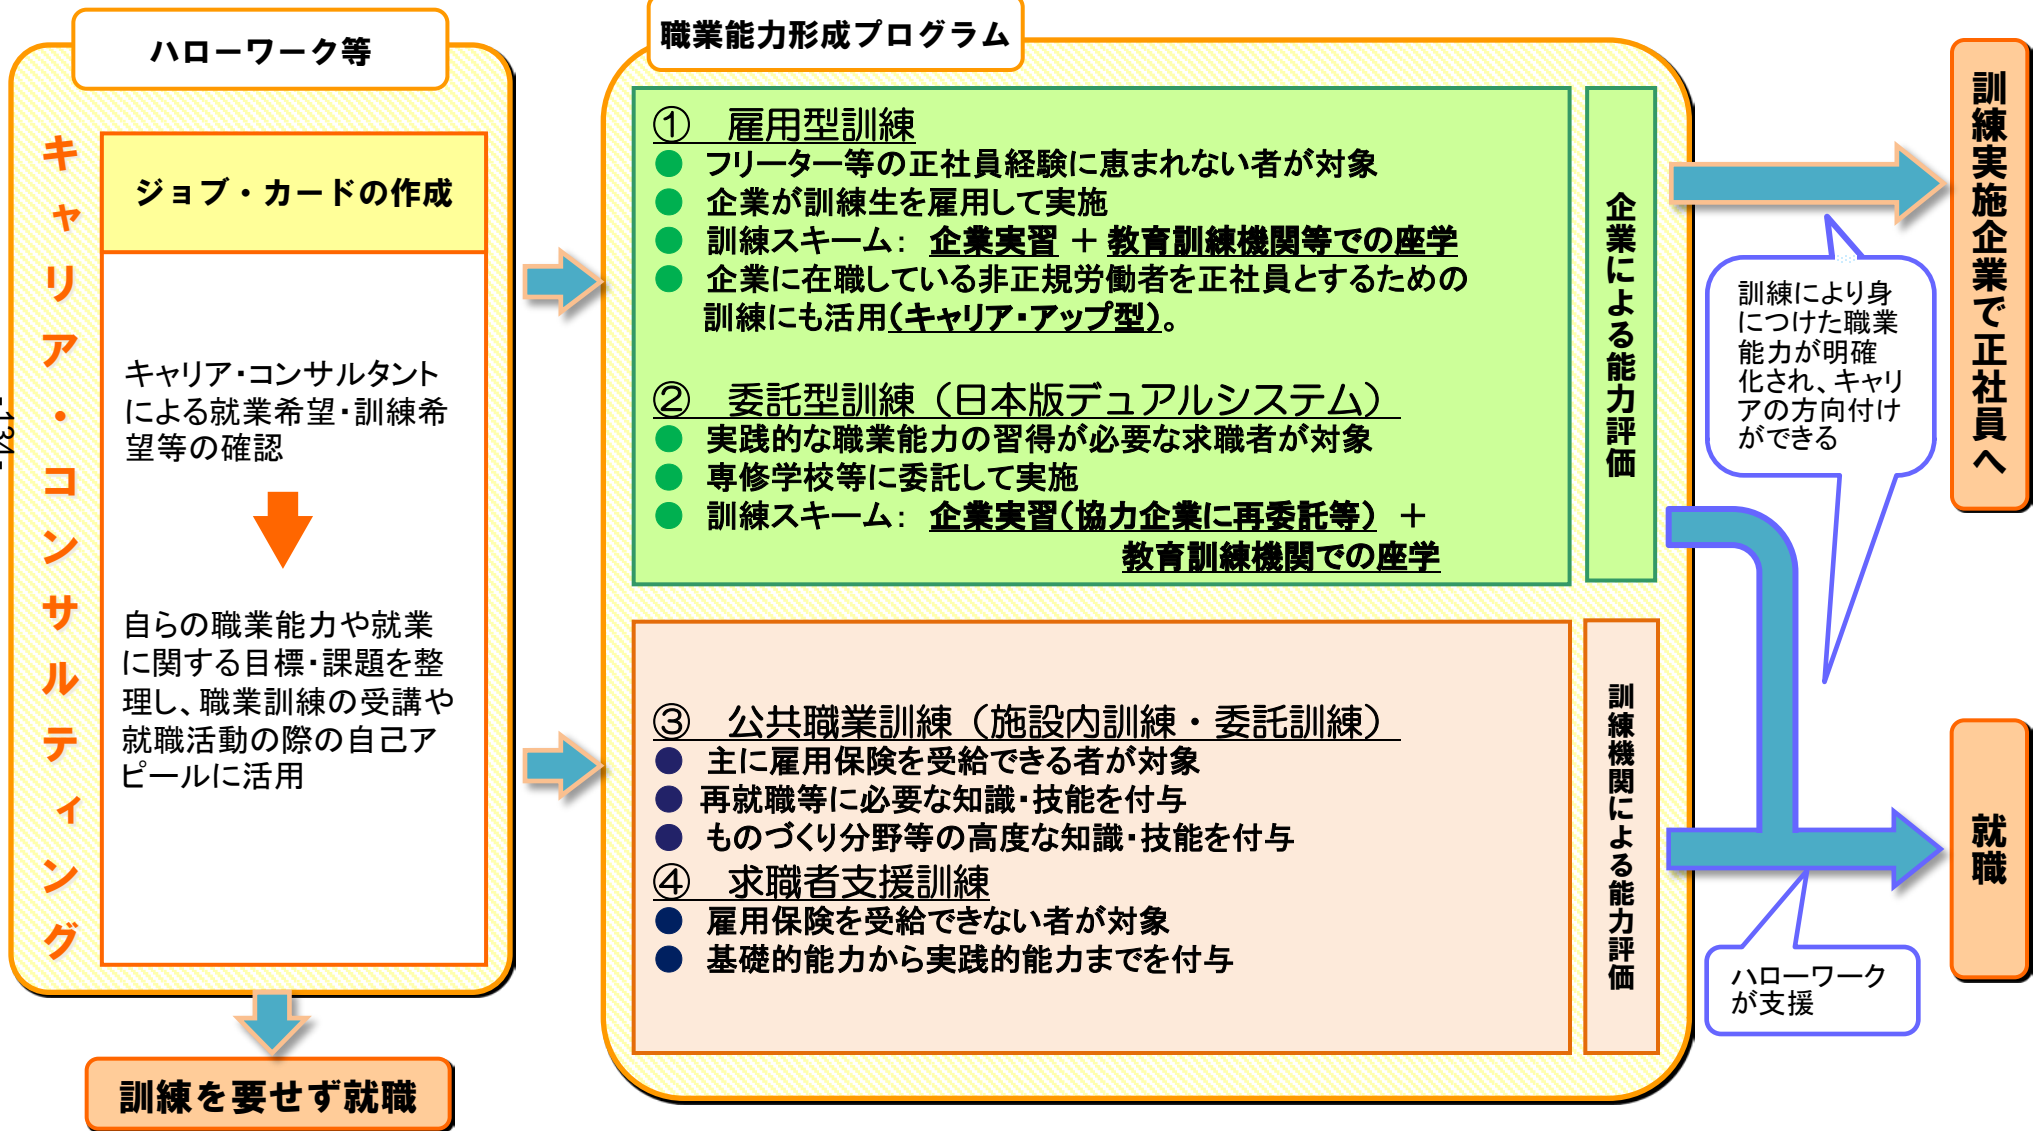 ハローワーク等
キャリア・コンサルティング
ジョブ・カードの作成
キャリア・コンサルタント
による就業希望・訓練希
望等の確認
自らの職業能力や就業
に関する目標・課題を整
理し、職業訓練の受講や
就職活動の際の自己ア
ピールに活用
訓練を要せず就職
-134-
職業能力形成プログラム
① 雇用型訓練
● フリーター等の正社員経験に恵まれない者が対象
● 企業が訓練生を雇用して実施
● 訓練スキーム： 企業実習 ＋ 教育訓練機関等での座学
● 企業に在職している非正規労働者を正社員とするための
訓練にも活用（キャリア・アップ型）。
② 委託型訓練（日本版デュアルシステム）
● 実践的な職業能力の習得が必要な求職者が対象
● 専修学校等に委託して実施
● 訓練スキーム： 企業実習（協力企業に再委託等） ＋
教育訓練機関での座学
企業による能力評価
③ 公共職業訓練（施設内訓練・委託訓練）
● 主に雇用保険を受給できる者が対象
● 再就職等に必要な知識・技能を付与
● ものづくり分野等の高度な知識・技能を付与
④ 求職者支援訓練
● 雇用保険を受給できない者が対象
● 基礎的能力から実践的能力までを付与
訓練機関による能力評価
訓練実施企業で正社員へ
訓練により身
につけた職業
能力が明確
化され、キャリ
アの方向付け
ができる
就職
ハローワーク
が支援